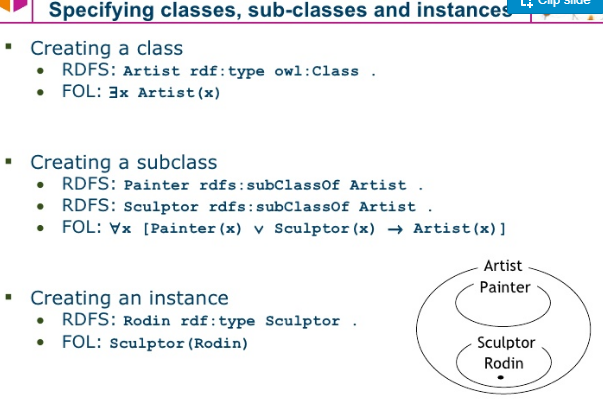 Specifying classes, sub-classes and instances
Clip slide
Creating a class
RDFS: Artist rdf:type owl:Class .
FOL: ∃x Artist(x)
Creating a subclass
RDFS: Painter rdfs:subClassOf Artist .
RDFS: Sculptor rdfs:subClassOf Artist .
FOL: ∀x [Painter(x) ∨ Sculptor(x) → Artist(x)]
Creating an instance
RDFS: Rodin rdf:type Sculptor .
FOL: Sculptor(Rodin)
Artist
Painter
Sculptor
Rodin